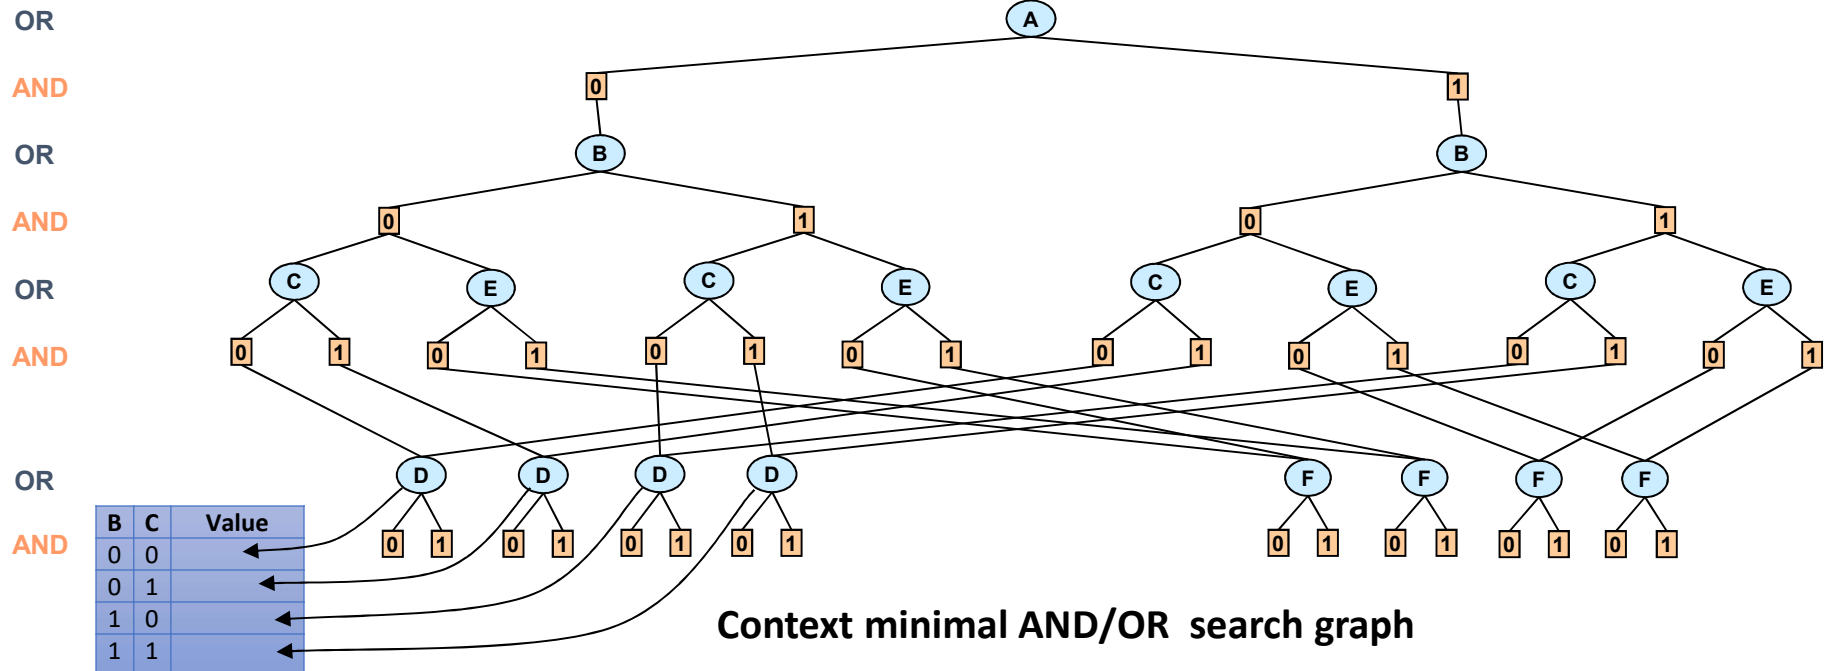 OR A
AND 0 1
OR B B
AND 0 1 0 1
OR C E C E C E C E
AND 0 1 0 1 0 1 0 1 0 1 0 1 0 1 0 1
OR D D D D F F F F
AND 0 1 0 1 0 1 0 1 0 1 0 1 0 1 0 1
B C Value
0 0
0 1
1 0
1 1
Context minimal AND/OR search graph